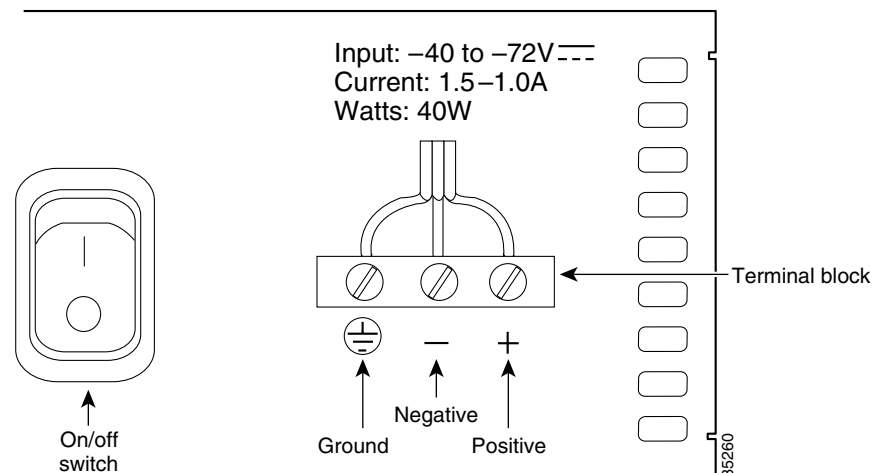 Input: –40 to –72V
Current: 1.5–1.0A
Watts: 40W
Terminal block
–
+
Negative
On/off
switch
Ground
Positive